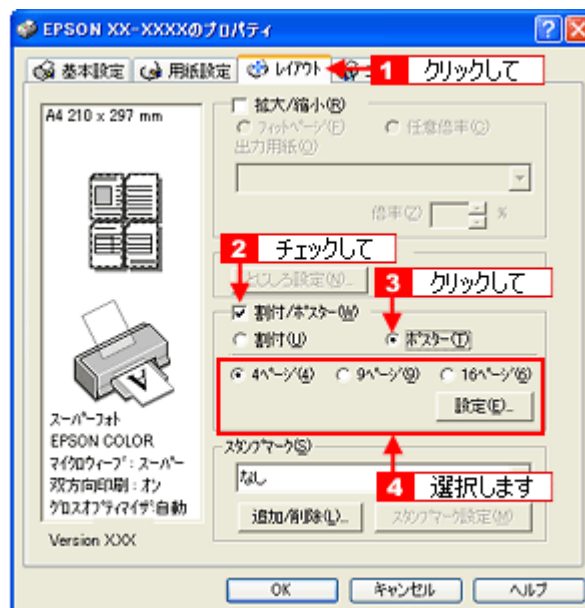 EPSON XX-XXXXのプロパティ
基本設定 用紙設定 レイアウト
1 クリックして
A4 210 x 297 mm
拡大/縮小(R)
フィットページ(F) 任意倍率(C)
出力用紙(O)
倍率(Z) %
2 チェックして
とじしろ設定(N)...
3 クリックして
割付/ポスター(W)
割付(U) ポスター(T)
4ページ(4) 9ページ(9) 16ページ(6)
設定(E)...
スーパーフォト
EPSON COLOR
マイクロウィーブ:スーパー
双方向印刷:オン
クロスオプティマイザ:自動
Version XXX
スタンプマーク(S)
なし
4 選択します
追加/削除(L)... スタンプマーク設定(M)
OK キャンセル ヘルプ